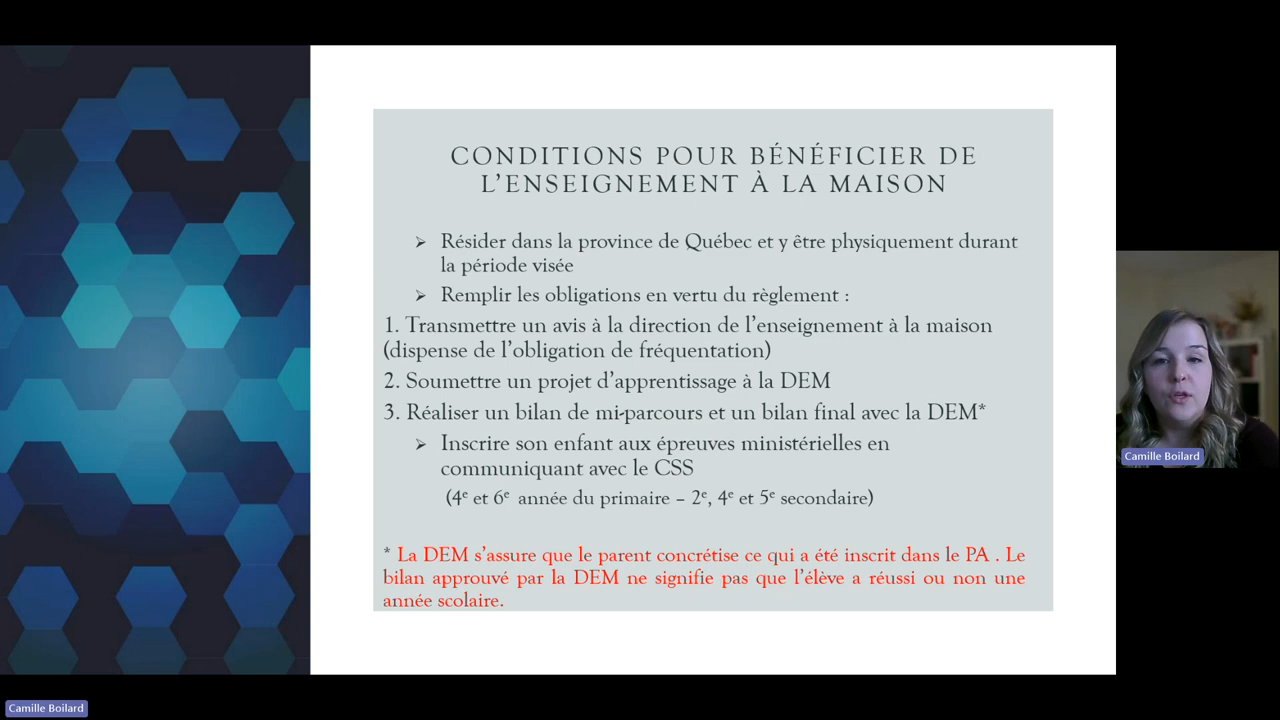 CONDITIONS POUR BÉNÉFICIER DE
L'ENSEIGNEMENT À LA MAISON
➢ Résider dans la province de Québec et y être physiquement durant
la période visée
➢ Remplir les obligations en vertu du règlement :
1. Transmettre un avis à la direction de l'enseignement à la maison
(dispense de l'obligation de fréquentation)
2. Soumettre un projet d'apprentissage à la DEM
3. Réaliser un bilan de mi-parcours et un bilan final avec la DEM*
➢ Inscrire son enfant aux épreuves ministérielles en
communiquant avec le CSS
(4e et 6e année du primaire – 2e, 4e et 5e secondaire)
* La DEM s'assure que le parent concrétise ce qui a été inscrit dans le PA . Le
bilan approuvé par la DEM ne signifie pas que l'élève a réussi ou non une
année scolaire.
Camille Boilard
Camille Boilard